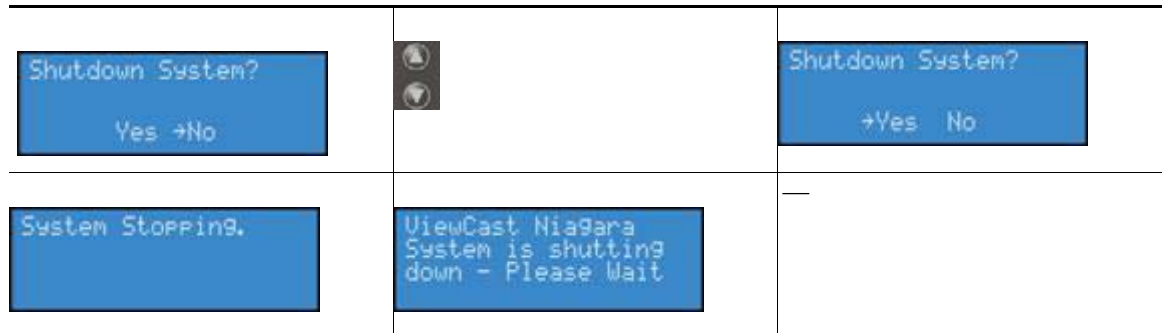 Shutdown System?
Yes →No
Shutdown System?
→Yes No
System Stopping.
ViewCast Niagara
System is shutting
down - Please Wait